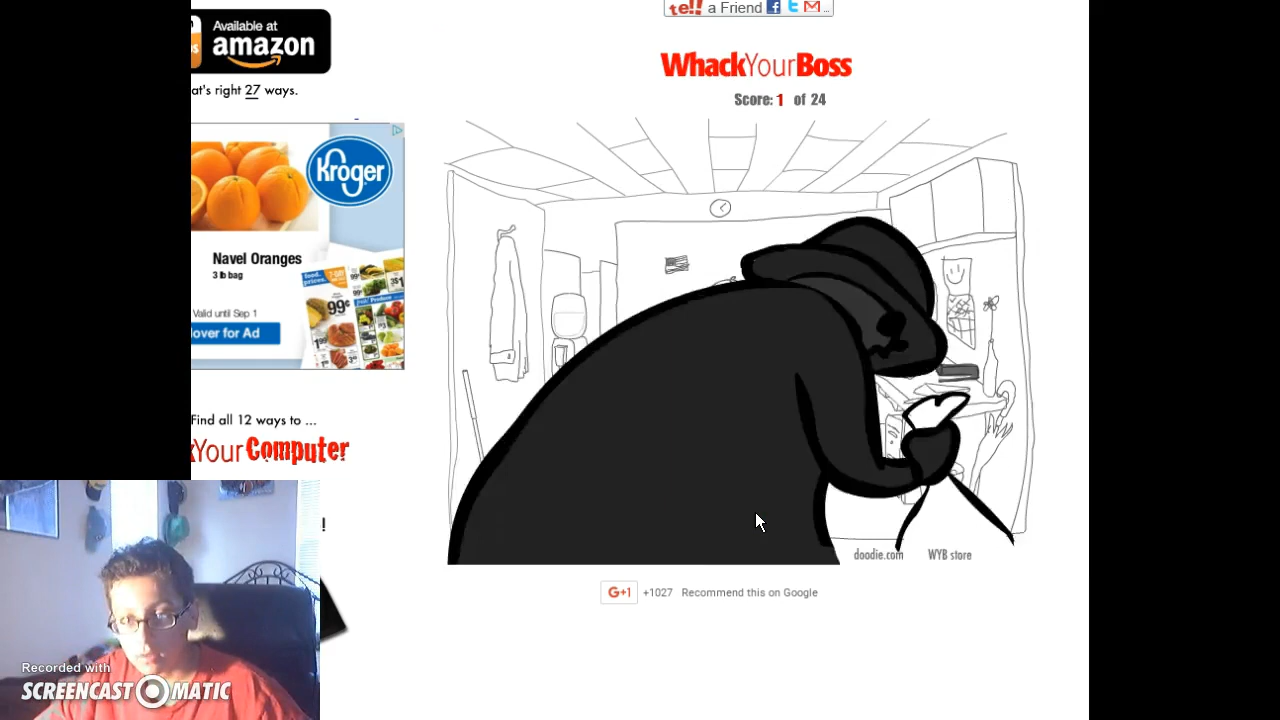 te!! a Friend
Available at
amazon
at's right 27 ways.
WhackYourBoss
Score: 1 of 24
Kroger
Navel Oranges
3 lb bag
Valid until Sep 1
lover for Ad
99¢
Find all 12 ways to ...
YourComputer
!
doodie.com WYB store
G+1 +1027 Recommend this on Google
Recorded with
SCREENCAST MATIC